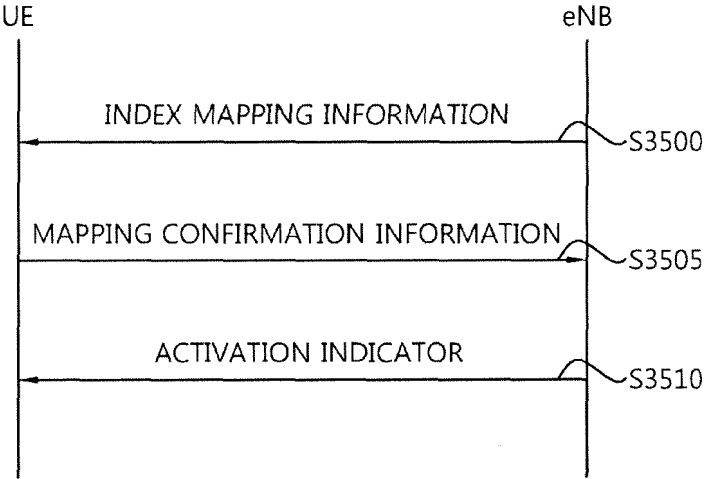 UE eNB
INDEX MAPPING INFORMATION
S3500
MAPPING CONFIRMATION INFORMATION
S3505
ACTIVATION INDICATOR
S3510